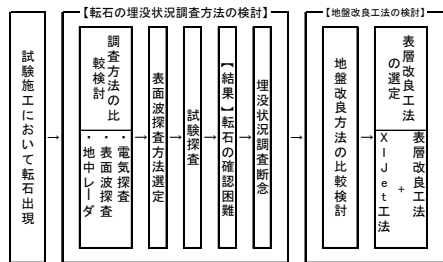 【転石の埋没状況調査方法の検討】
【地盤改良工法の検討】
試験施工において転石出現
→
調査方法の比
較検討
・電気探査
・表面波探査
・地中レーダ
→
表面波探査方法選定
→
試験探査
→
【結果】転石の確認困難
→
埋没状況調査断念
→
地盤改良方法の比較検討
→
表層改良工法
の選定
表層改良工法
+
XIJet工法